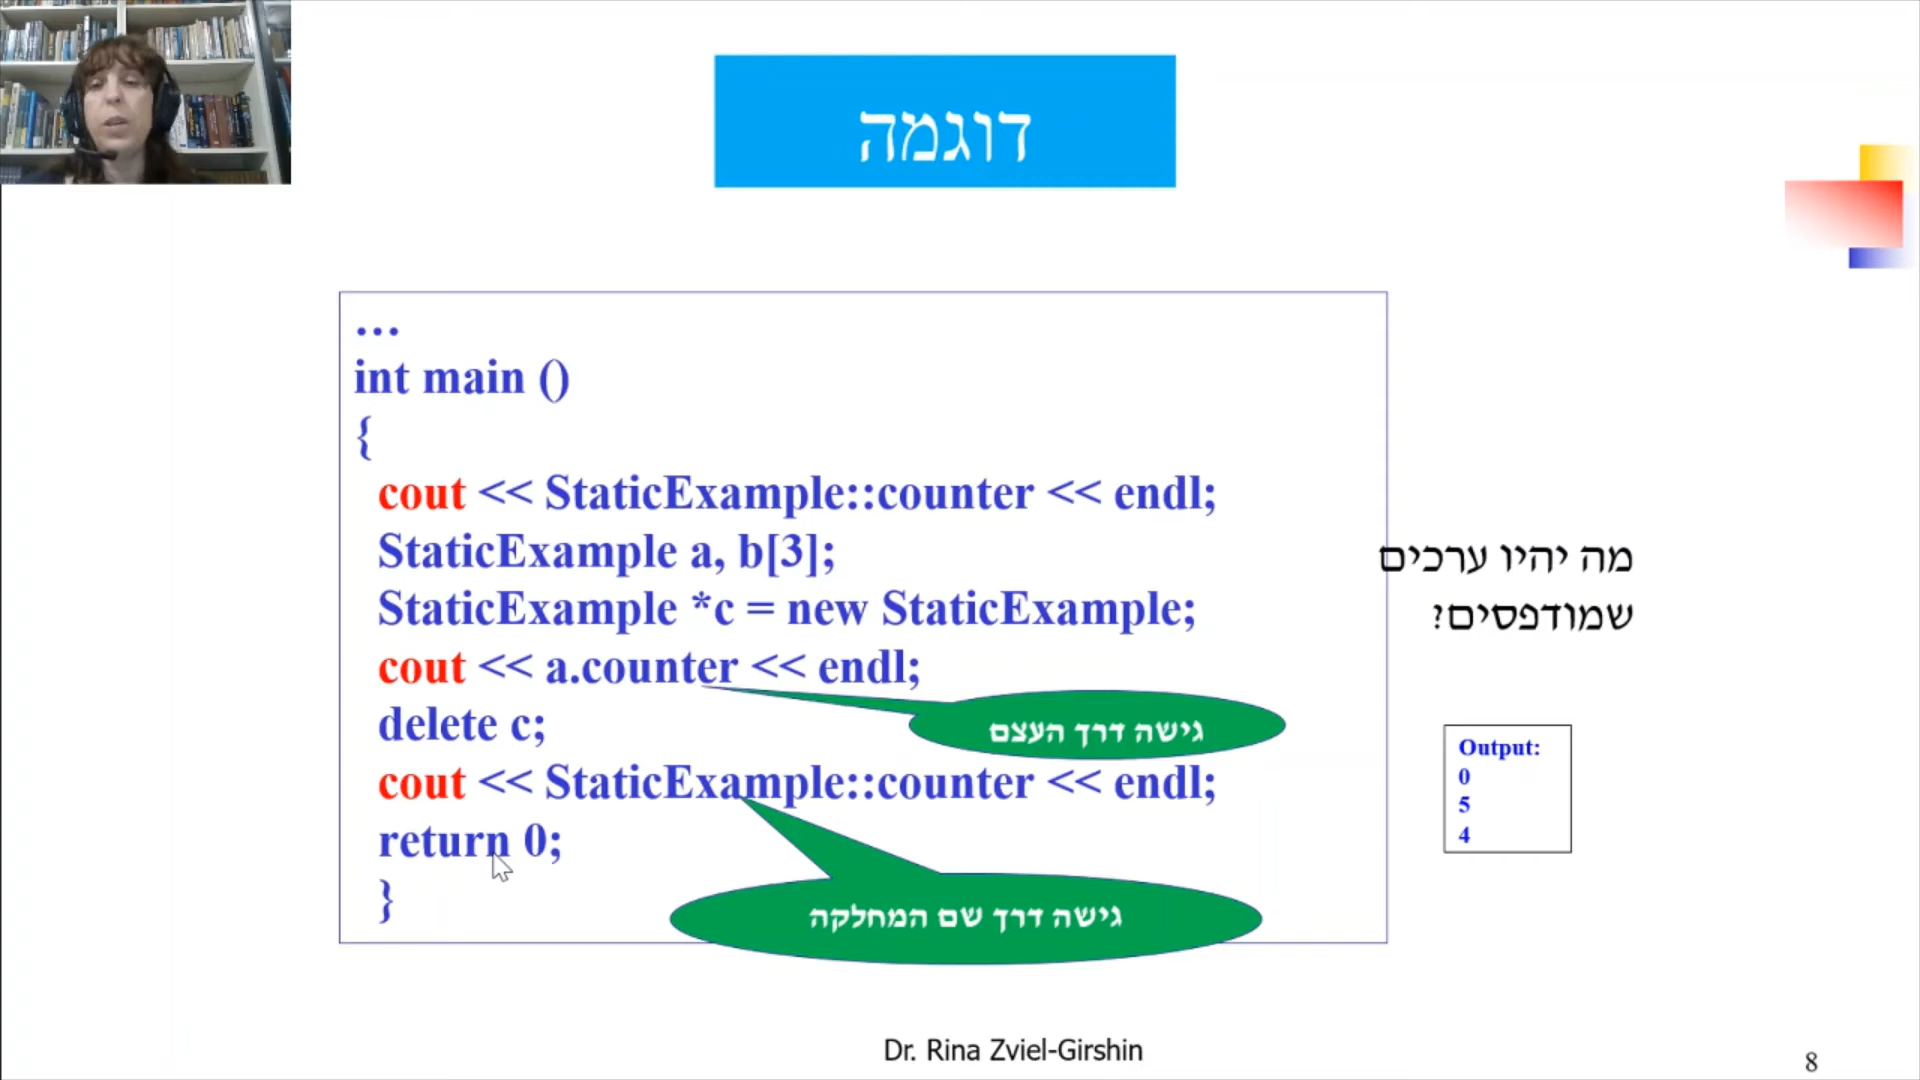 דוגמה
…
int main ()
{
cout << StaticExample::counter << endl;
StaticExample a, b[3];
StaticExample *c = new StaticExample;
cout << a.counter << endl;
delete c;
cout << StaticExample::counter << endl;
return 0;
}
גישה דרך העצם
גישה דרך שם המחלקה
מה יהיו ערכים
שמודפסים?
Output:
0
5
4
Dr. Rina Zviel-Girshin
8